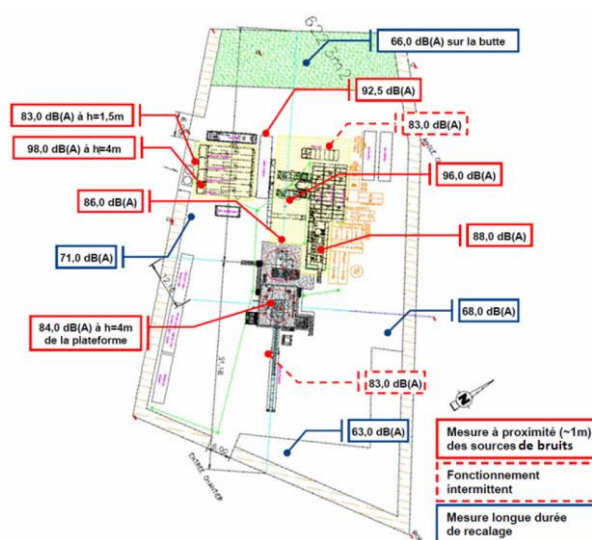 6223m2
66,0 dB(A) sur la butte
92,5 dB(A)
83,0 dB(A) à h=1,5m
83,0 dB(A)
98,0 dB(A) à h=4m
96,0 dB(A)
86,0 dB(A)
88,0 dB(A)
71,0 dB(A)
68,0 dB(A)
84,0 dB(A) à h=4m
de la plateforme
83,0 dB(A)
63,0 dB(A)
ENTREE CHANTIER
N
Mesure à proximité (~1m)
des sources de bruits
Fonctionnement
intermittent
Mesure longue durée
de recalage